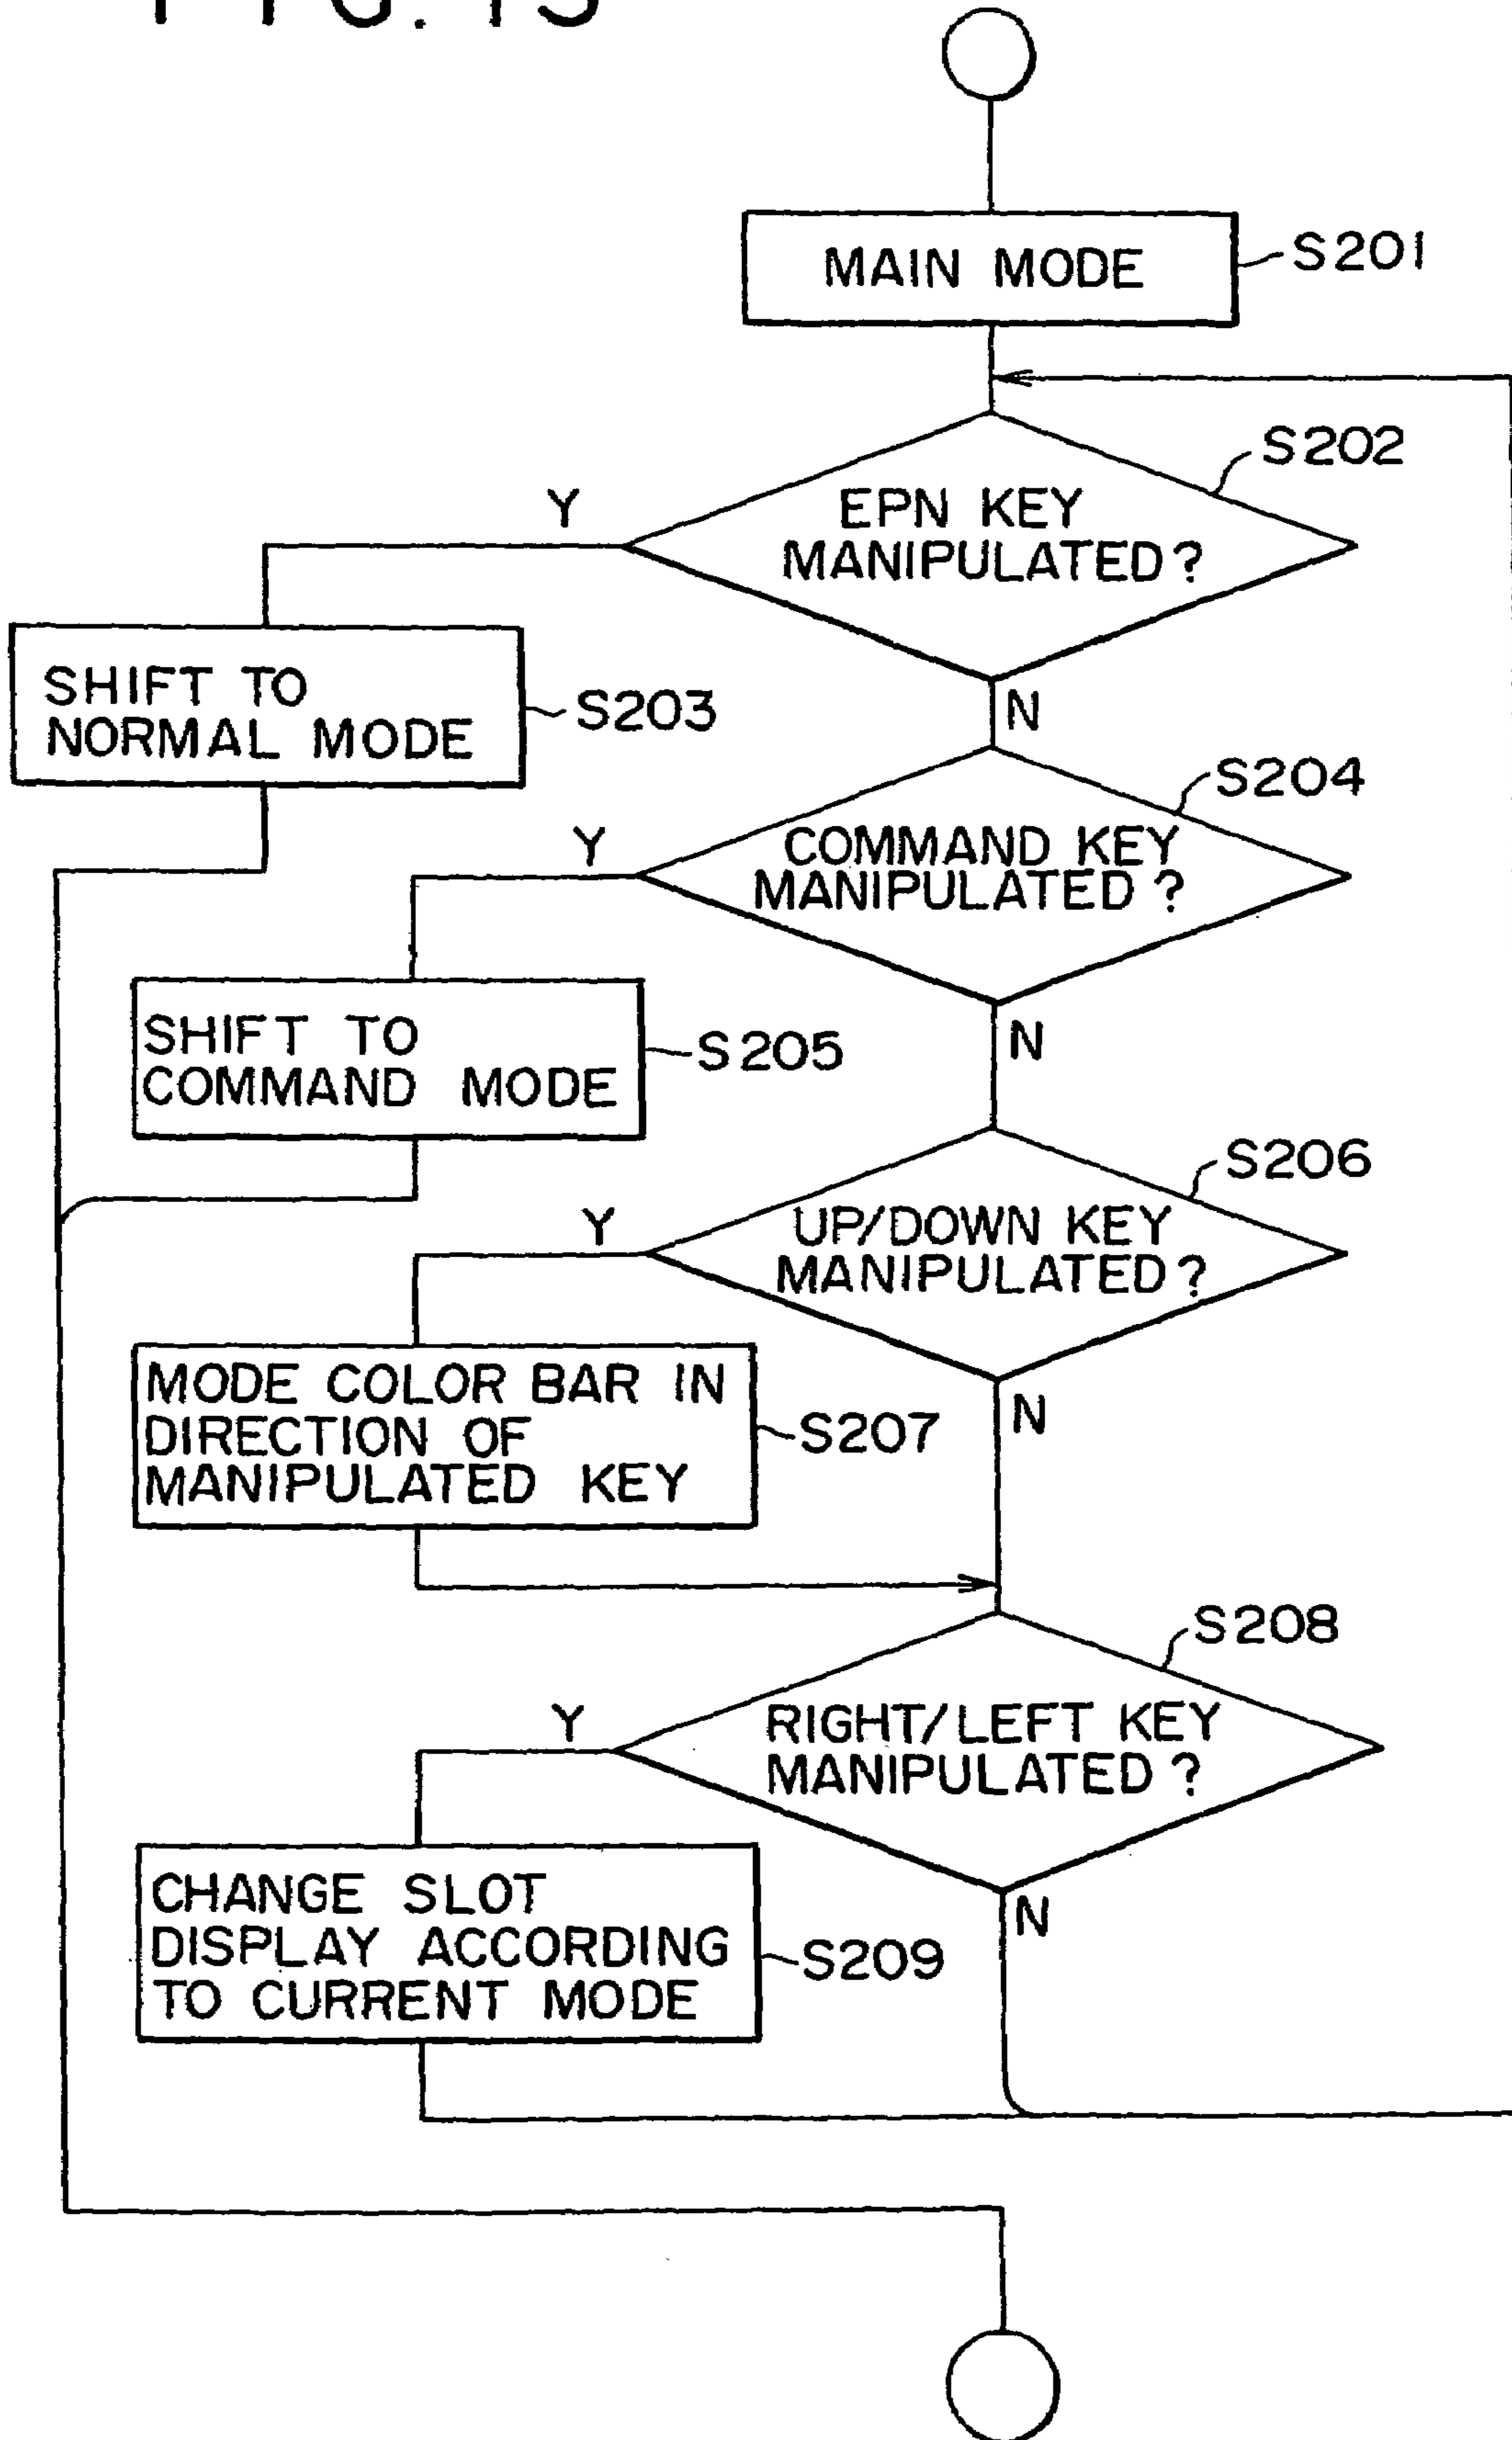 FIG. 15
MAIN MODE
S201
S202
Y
EPN KEY
MANIPULATED?
SHIFT TO
NORMAL MODE
S203
N
S204
Y
COMMAND KEY
MANIPULATED?
SHIFT TO
COMMAND MODE
S205
N
S206
Y
UP/DOWN KEY
MANIPULATED?
MODE COLOR BAR IN
DIRECTION OF
MANIPULATED KEY
S207
N
S208
Y
RIGHT/LEFT KEY
MANIPULATED?
CHANGE SLOT
DISPLAY ACCORDING
TO CURRENT MODE
S209
N